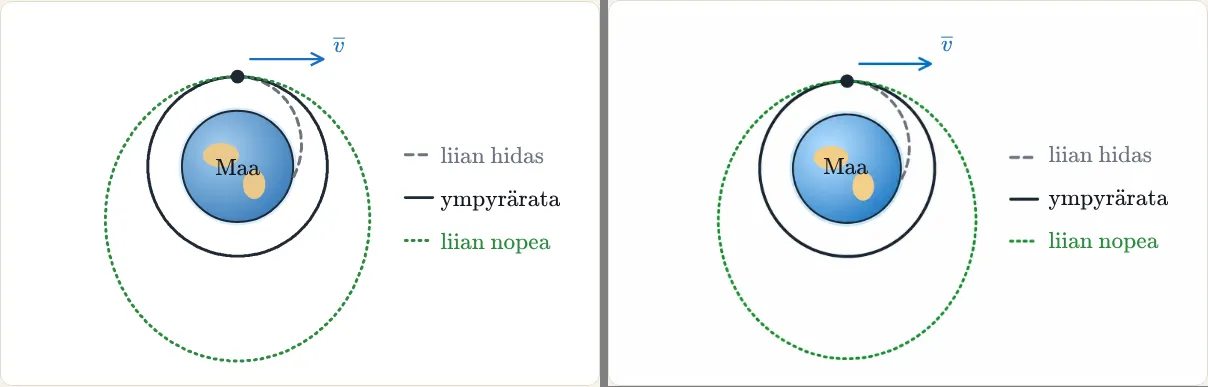 v̅
Maa
liian hidas
ympyrärata
liian nopea
v̅
Maa
liian hidas
ympyrärata
liian nopea